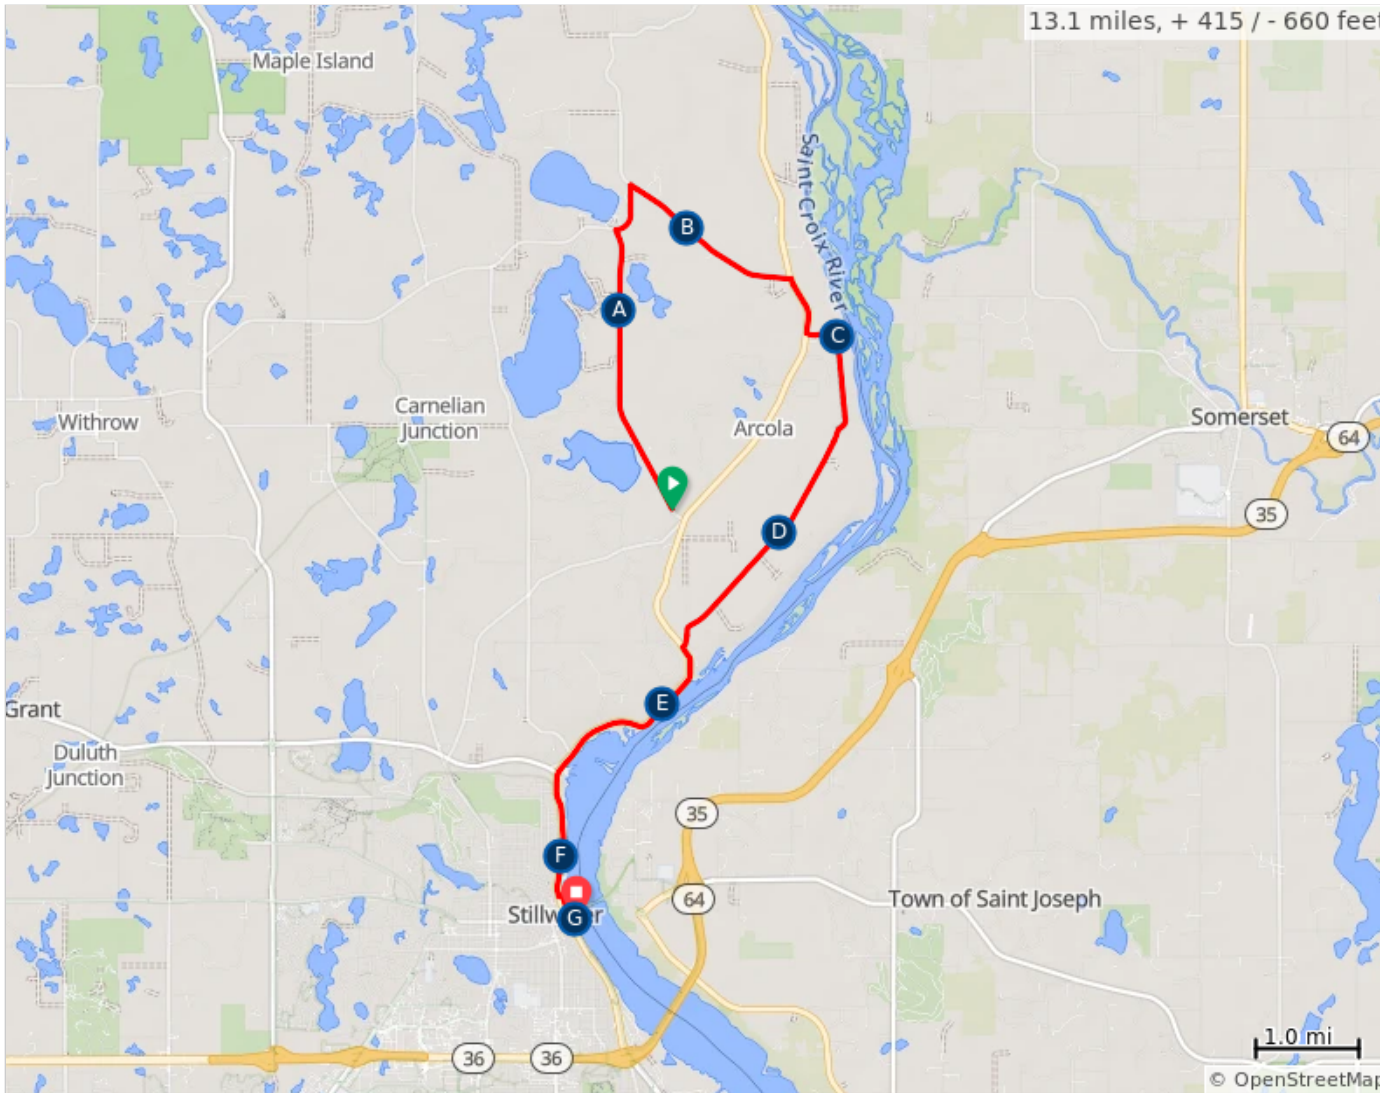 13.1 miles, + 415 / - 660 feet
Maple Island
Saint Croix River
B
A
C
Somerset
Carnelian
Junction
Withrow
Arcola
64
35
D
E
Grant
Duluth
Junction
35
F
64
Town of Saint Joseph
G
1.0 mi
36
36
© OpenStreetMap